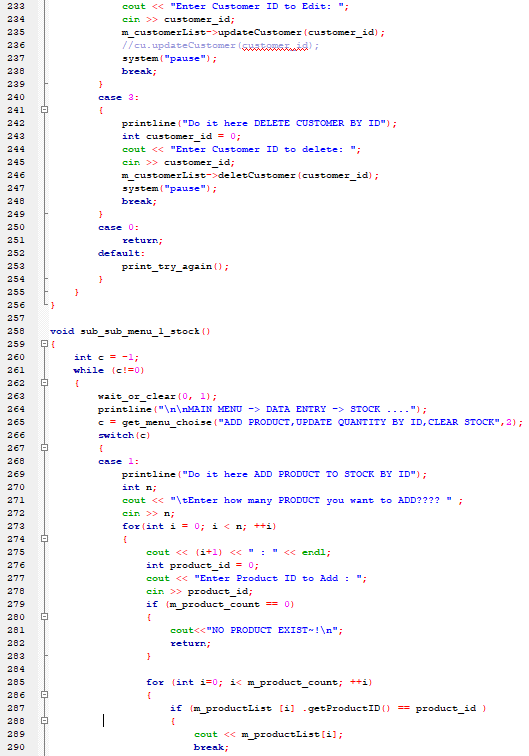 233 cout << "Enter Customer ID to Edit: ";
234 cin >> customer_id;
235 m_customerList->updateCustomer(customer_id);
236 //cu.updateCustomer(customer_id);
237 system("pause");
238 break;
239 }
240 case 3:
241 {
242 printline("Do it here DELETE CUSTOMER BY ID");
243 int customer_id = 0;
244 cout << "Enter Customer ID to delete: ";
245 cin >> customer_id;
246 m_customerList->deletCustomer(customer_id);
247 system("pause");
248 break;
249 }
250 case 0:
251 return;
252 default:
253 print_try_again();
254 }
255 }
256 }
257
258 void sub_sub_menu_1_stock()
259 {
260 int c = -1;
261 while (c!=0)
262 {
263 wait_or_clear(0, 1);
264 printline("\n\nMAIN MENU -> DATA ENTRY -> STOCK ....");
265 c = get_menu_choise("ADD PRODUCT,UPDATE QUANTITY BY ID,CLEAR STOCK",2);
266 switch(c)
267 {
268 case 1:
269 printline("Do it here ADD PRODUCT TO STOCK BY ID");
270 int n;
271 cout << "\tEnter how many PRODUCT you want to ADD???? " ;
272 cin >> n;
273 for(int i = 0; i < n; ++i)
274 {
275 cout << (i+1) << " : " << endl;
276 int product_id = 0;
277 cout << "Enter Product ID to Add : ";
278 cin >> product_id;
279 if (m_product_count == 0)
280 {
281 cout<<"NO PRODUCT EXIST~!\n";
282 return;
283 }
284
285 for (int i=0; i< m_product_count; ++i)
286 {
287 if (m_productList [i] .getProductID() == product_id )
288 {
289 cout << m_productList[i];
290 break;